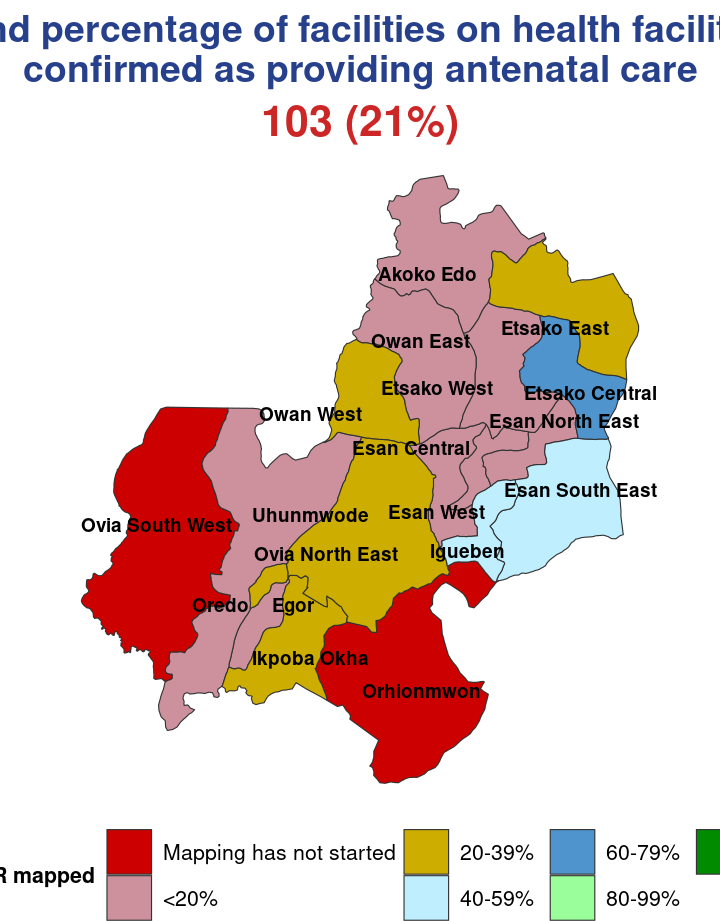 nd percentage of facilities on health facilit
confirmed as providing antenatal care
103 (21%)
Akoko Edo
Etsako East
Owan East
Etsako West
Etsako Central
Owan West
Esan North East
Esan Central
Esan South East
Esan West
Uhunmwode
Ovia South West
Igueben
Ovia North East
Oredo
Egor
Ikpoba Okha
Orhionmwon
R mapped
Mapping has not started
<20%
20-39%
40-59%
60-79%
80-99%